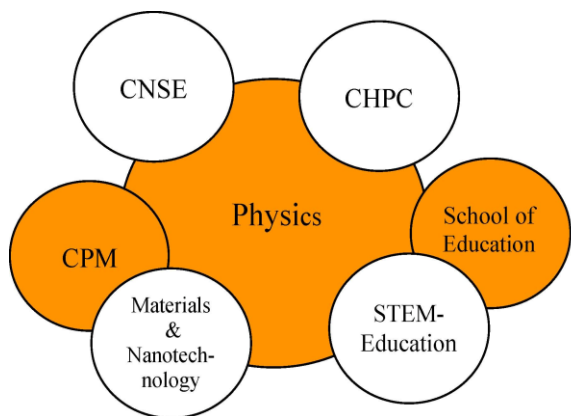 CNSE
CHPC
Physics
School of
Education
CPM
Materials
&
Nanotech-
nology
STEM-
Education